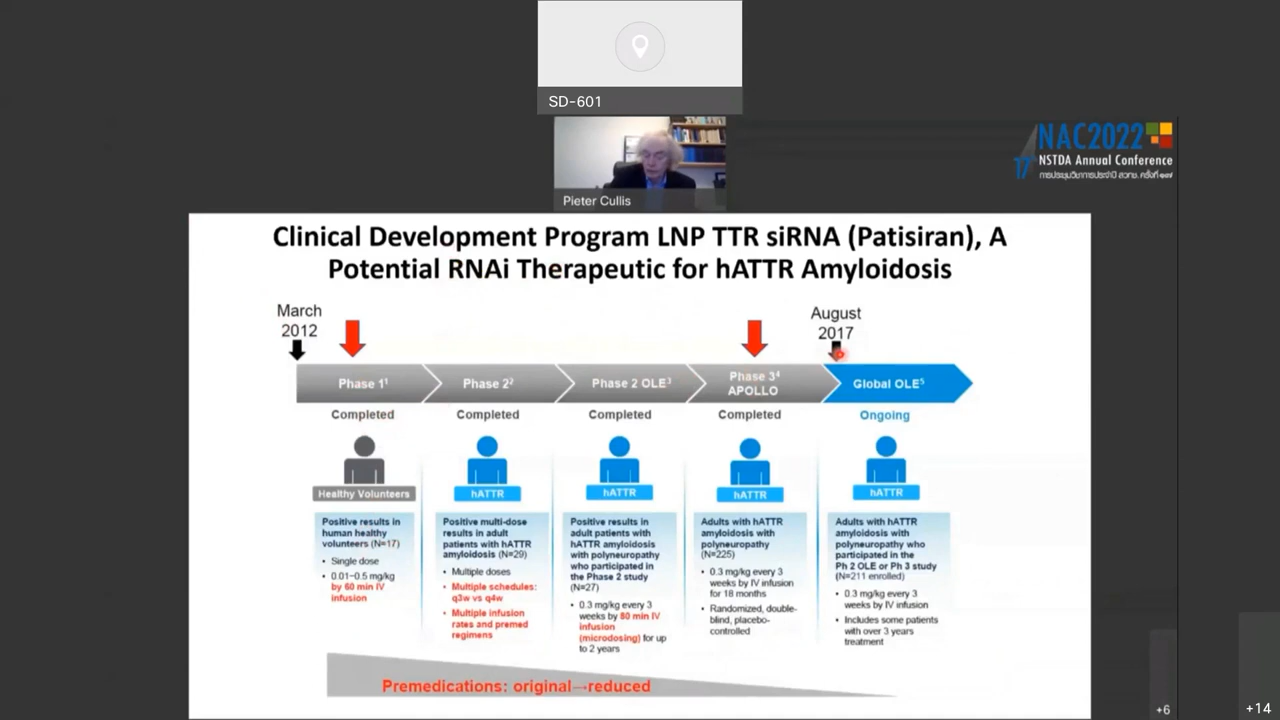 SD-601
Pieter Cullis
NAC2022
17th NSTDA Annual Conference
การประชุมวิชาการประจำปี สวทช. ครั้งที่ ๑๗
Clinical Development Program LNP TTR siRNA (Patisiran), A
Potential RNAi Therapeutic for hATTR Amyloidosis
March
2012
August
2017
Phase 1¹
Phase 2²
Phase 2 OLE³
Phase 3⁴
APOLLO
Global OLE⁵
Completed
Completed
Completed
Completed
Ongoing
Healthy Volunteers
hATTR
hATTR
hATTR
hATTR
Positive results in
human healthy
volunteers (N=17)
• Single dose
• 0.01–0.5 mg/kg
by 60 min IV
infusion
Positive multi-dose
results in adult
patients with hATTR
amyloidosis (N=29)
• Multiple doses
• Multiple schedules:
q3w vs q4w
• Multiple infusion
rates and premed
regimens
Positive results in
adult patients with
hATTR amyloidosis
with polyneuropathy
who participated in
the Phase 2 study
(N=27)
• 0.3 mg/kg every 3
weeks by 80 min IV
infusion
(microdosing) for up
to 2 years
Adults with hATTR
amyloidosis with
polyneuropathy
(N=225)
• 0.3 mg/kg every 3
weeks by IV infusion
for 18 months
• Randomized, double-
blind, placebo-
controlled
Adults with hATTR
amyloidosis with
polyneuropathy who
participated in the
Ph 2 OLE or Ph 3 study
(N=211 enrolled)
• 0.3 mg/kg every 3
weeks by IV infusion
• Includes some patients
with over 3 years
treatment
Premedications: original→reduced
+6
+14